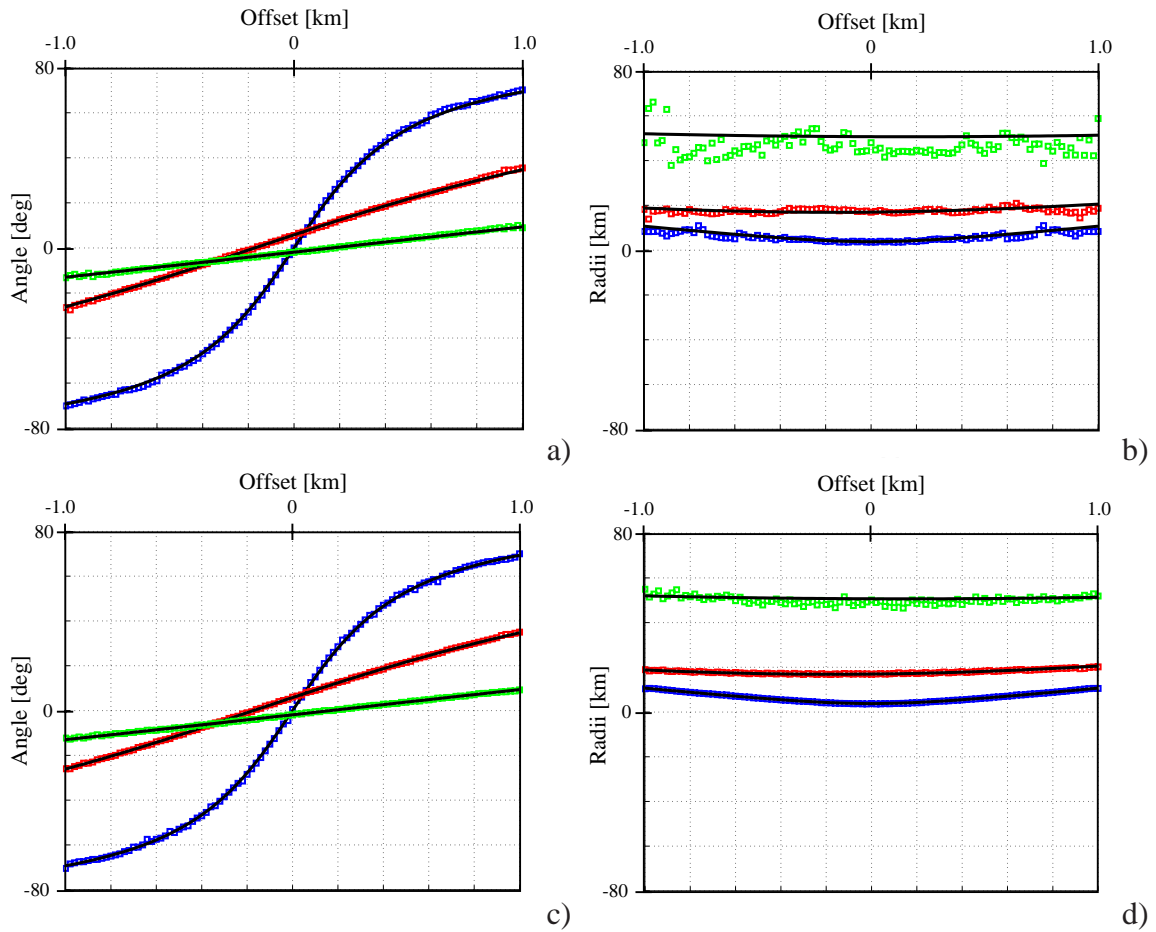 Offset [km]
-1.0 0 1.0
80
0
-80
Angle [deg]
a)
Offset [km]
-1.0 0 1.0
80
0
-80
Radii [km]
b)
Offset [km]
-1.0 0 1.0
80
0
-80
Angle [deg]
c)
Offset [km]
-1.0 0 1.0
80
0
-80
Radii [km]
d)